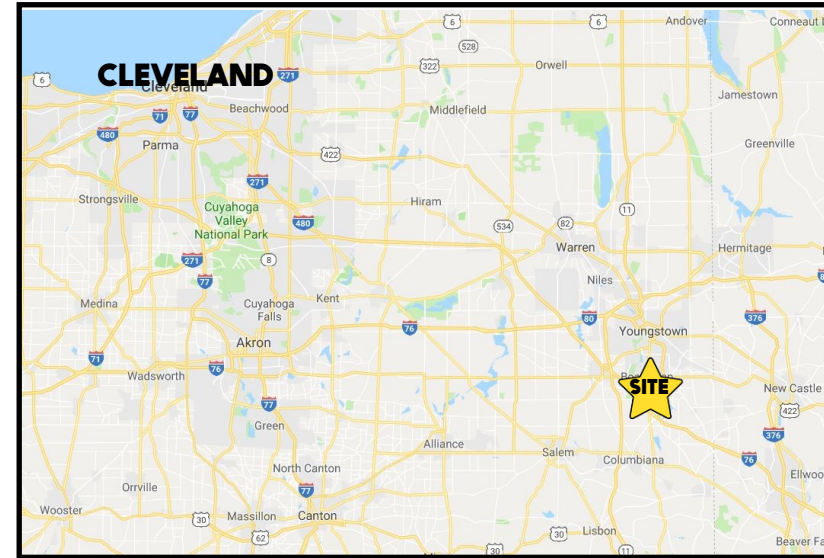 6
6
Andover
Conneaut L
528
322
Orwell
CLEVELAND
271
Cleveland
6
Jamestown
Beachwood
Middlefield
71
77
480
Parma
Greenville
422
271
Strongsville
Hiram
Cuyahoga
Valley
National Park
11
480
534
82
Warren
Hermitage
271
8
77
Niles
Medina
Cuyahoga
Falls
Kent
76
80
376
Youngstown
Akron
71
76
Wadsworth
SITE
New Castle
77
422
Green
376
Alliance
Salem
Columbiana
76
North Canton
Ellwoo
77
Orrville
Wooster
30
Massillon
Canton
62
30
Lisbon
30
11
Beaver Fa